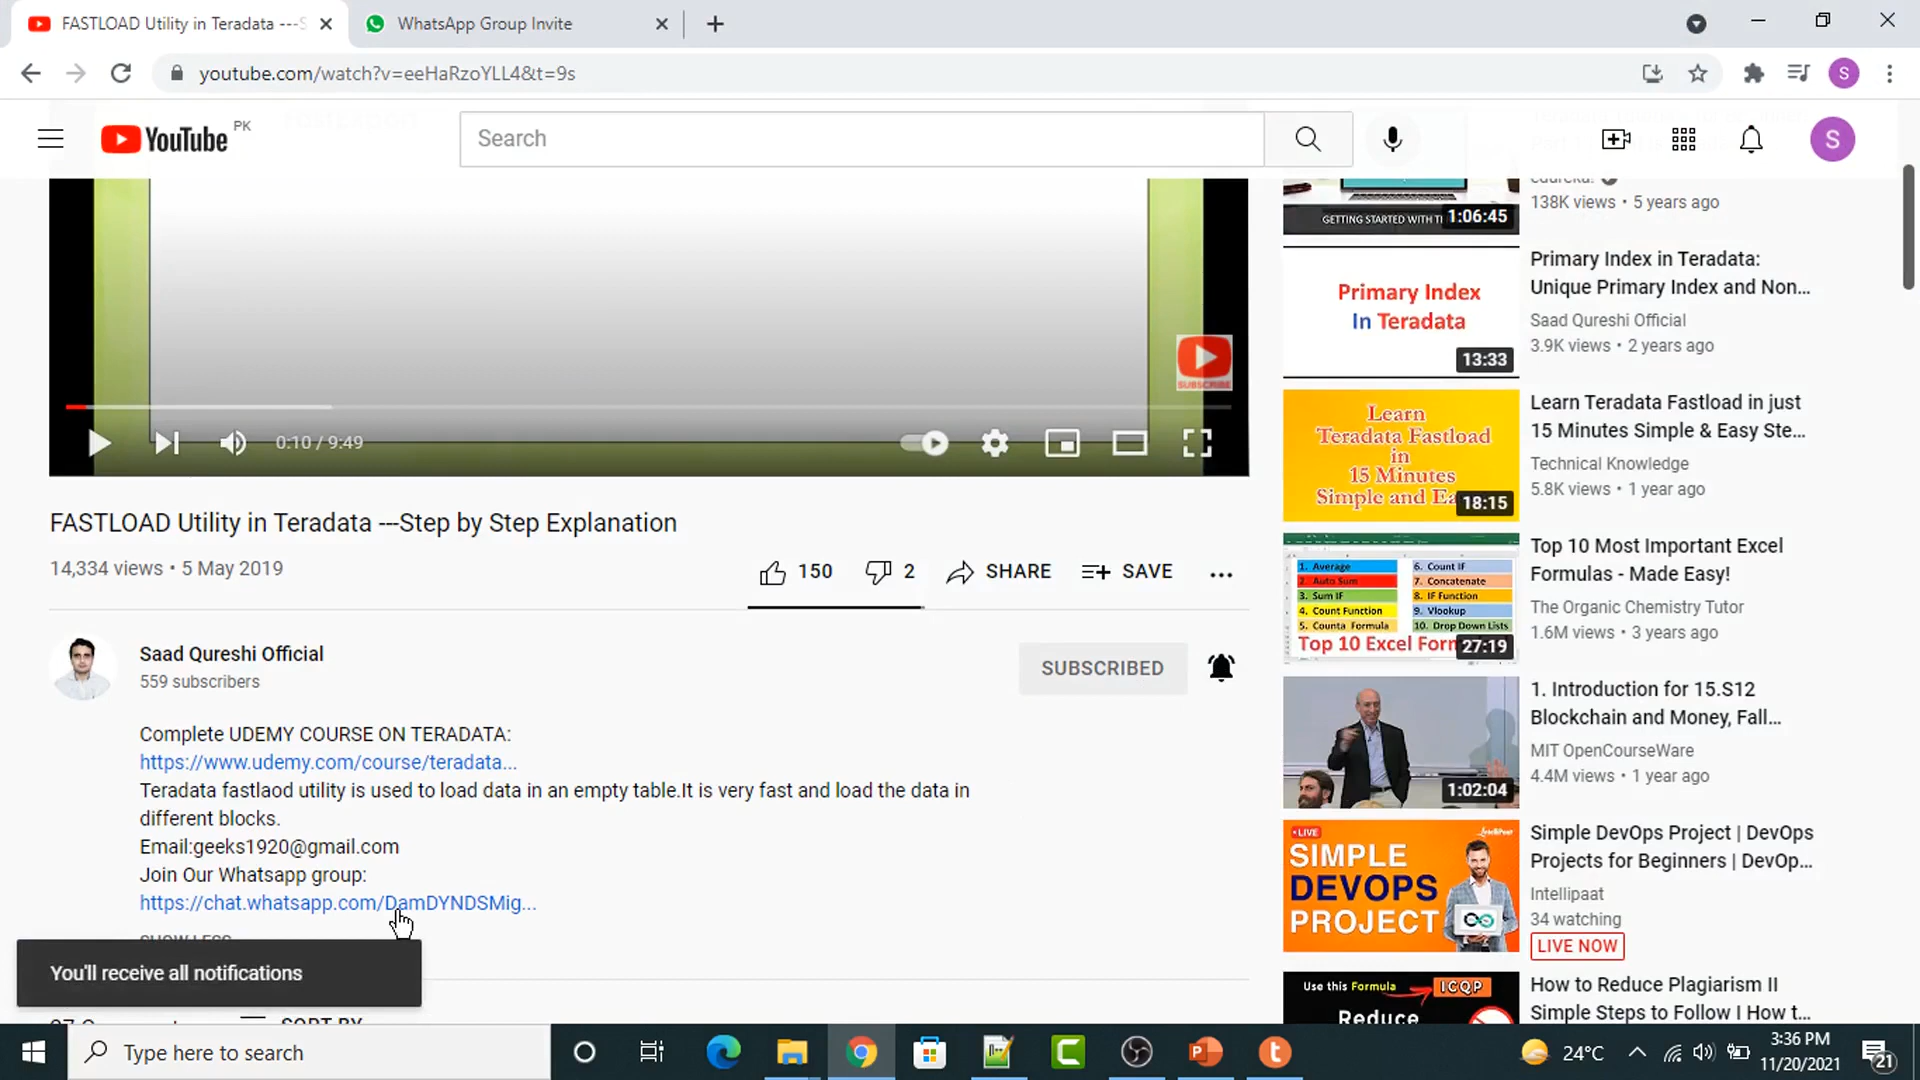 FASTLOAD Utility in Teradata ---S
WhatsApp Group Invite
youtube.com/watch?v=eeHaRzoYLL4&t=9s
S
YouTube PK
Search
S
GETTING STARTED WITH
1:06:45
138K views • 5 years ago
Primary Index
In Teradata
13:33
Primary Index in Teradata:
Unique Primary Index and Non...
Saad Qureshi Official
3.9K views • 2 years ago
SUBSCRIBE
0:10 / 9:49
Learn
Teradata Fastload
in
15 Minutes
Simple and Ea
18:15
Learn Teradata Fastload in just
15 Minutes Simple & Easy Ste...
Technical Knowledge
5.8K views • 1 year ago
FASTLOAD Utility in Teradata ---Step by Step Explanation
14,334 views • 5 May 2019
150
2
SHARE
SAVE
1. Average
2. Auto Sum
3. Sum IF
4. Count Function
5. Counta Formula
6. Count IF
7. Concatenate
8. IF Function
9. Vlookup
10. Drop Down Lists
Top 10 Excel Form
27:19
Top 10 Most Important Excel
Formulas - Made Easy!
The Organic Chemistry Tutor
1.6M views • 3 years ago
Saad Qureshi Official
559 subscribers
SUBSCRIBED
Complete UDEMY COURSE ON TERADATA:
https://www.udemy.com/course/teradata...
Teradata fastlaod utility is used to load data in an empty table.It is very fast and load the data in
different blocks.
Email:geeks1920@gmail.com
Join Our Whatsapp group:
https://chat.whatsapp.com/DamDYNDSMig...
SHOW LESS
1:02:04
1. Introduction for 15.S12
Blockchain and Money, Fall...
MIT OpenCourseWare
4.4M views • 1 year ago
LIVE
Intellipaat
SIMPLE
DEVOPS
PROJECT
Simple DevOps Project | DevOps
Projects for Beginners | DevOp...
Intellipaat
34 watching
LIVE NOW
You'll receive all notifications
SORT BY
Use this Formula
ICQP
Reduce
How to Reduce Plagiarism II
Simple Steps to Follow I How t...
Type here to search
24°C
3:36 PM
11/20/2021
21